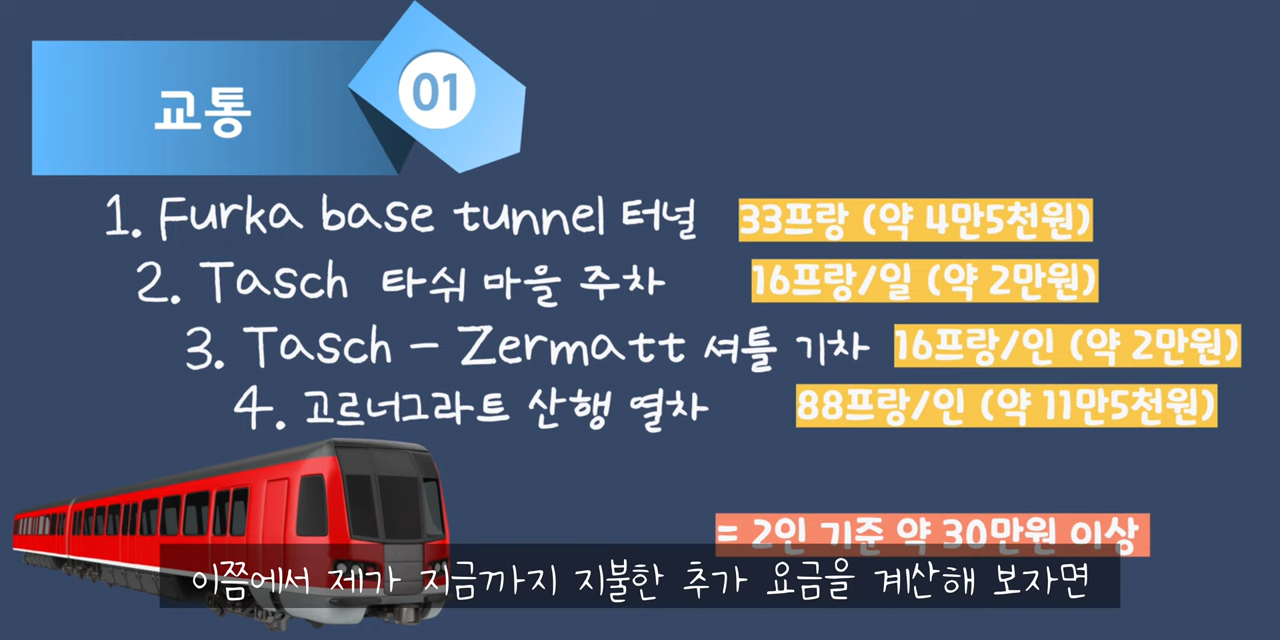 교통
01
1. Furka base tunnel 터널 33프랑 (약 4만5천원)
2. Tasch 타쉬 마을 주차 16프랑/일 (약 2만원)
3. Tasch - Zermatt 셔틀 기차 16프랑/인 (약 2만원)
4. 고르너그라트 산행 열차 88프랑/인 (약 11만5천원)
= 2인 기준 약 30만원 이상
이쯤에서 제가 지금까지 지불한 추가 요금을 계산해 보자면